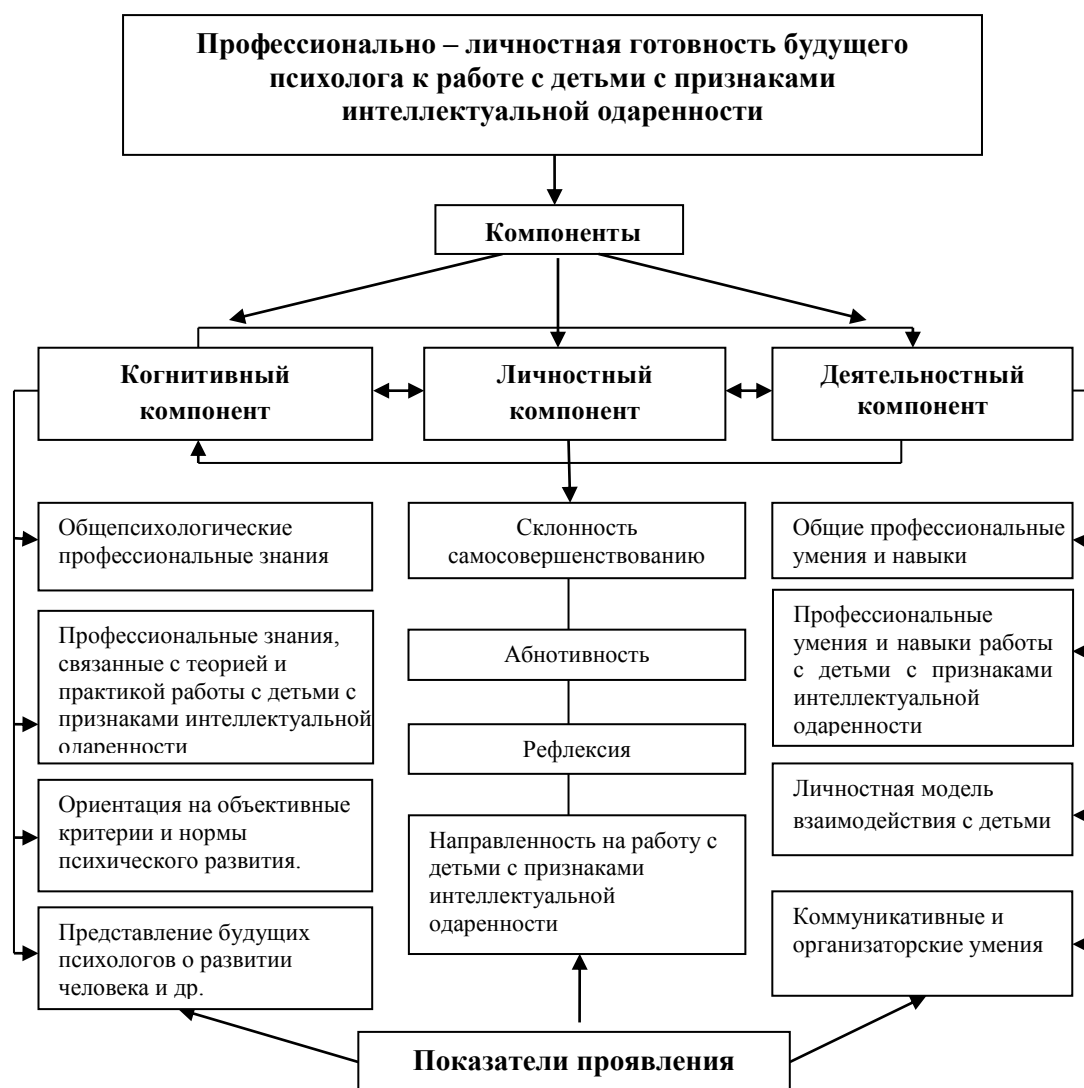 Профессионально – личностная готовность будущего
психолога к работе с детьми с признаками
интеллектуальной одаренности
Компоненты
Когнитивный
компонент
Личностный
компонент
Деятельностный
компонент
Общепсихологические
профессиональные знания
Профессиональные знания,
связанные с теорией и
практикой работы с детьми с
признаками интеллектуальной
одаренности
Ориентация на объективные
критерии и нормы
психического развития.
Представление будущих
психологов о развитии
человека и др.
Склонность
самосовершенствованию
Абнотивность
Рефлексия
Направленность на работу с
детьми с признаками
интеллектуальной
одаренности
Общие профессиональные
умения и навыки
Профессиональные
умения и навыки работы
с детьми с признаками
интеллектуальной
одаренности
Личностная модель
взаимодействия с детьми
Коммуникативные и
организаторские умения
Показатели проявления